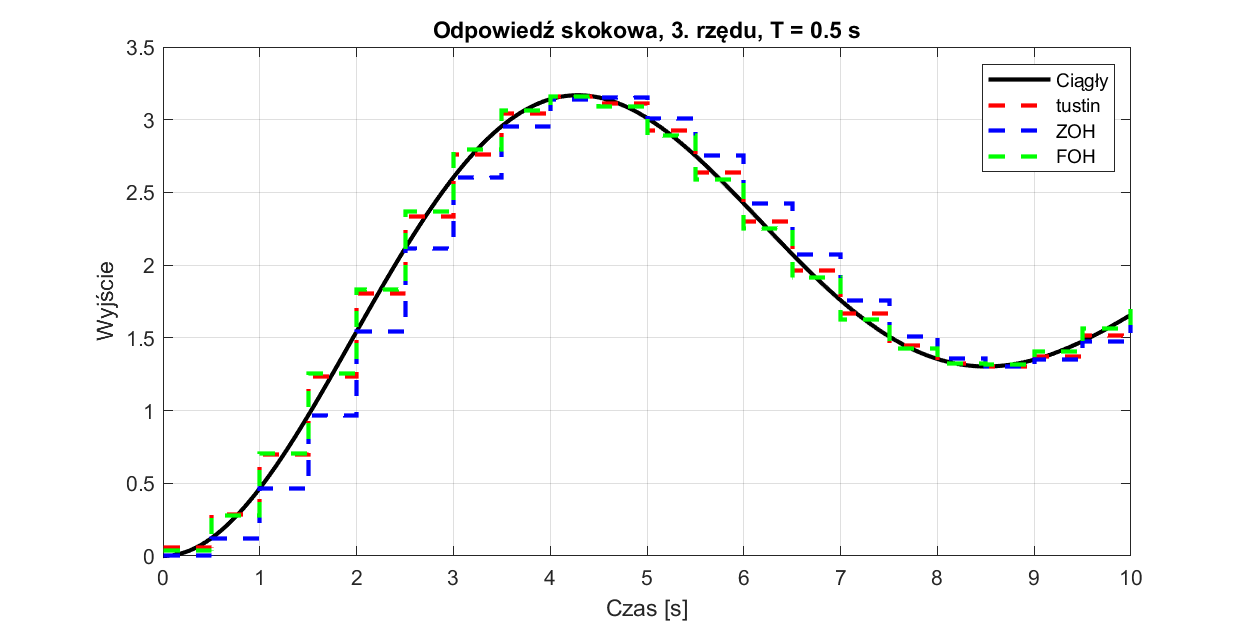 Odpowiedź skokowa, 3. rzędu, T = 0.5 s
3.5
3
2.5
2
1.5
1
0.5
0
Wyjście
Ciągły
tustin
ZOH
FOH
0 1 2 3 4 5 6 7 8 9 10
Czas [s]